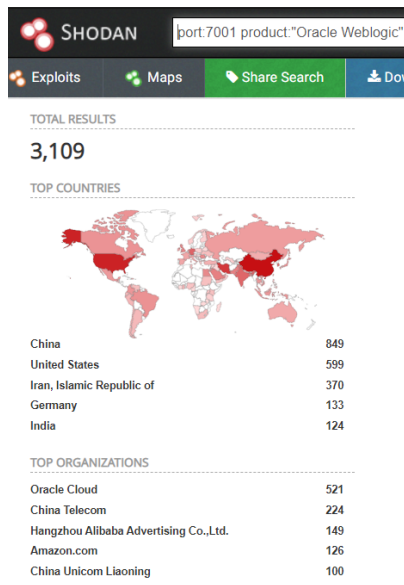 SHODAN port:7001 product:"Oracle Weblogic"
Exploits Maps Share Search
TOTAL RESULTS
3,109
TOP COUNTRIES
China 849
United States 599
Iran, Islamic Republic of 370
Germany 133
India 124
TOP ORGANIZATIONS
Oracle Cloud 521
China Telecom 224
Hangzhou Alibaba Advertising Co.,Ltd. 149
Amazon.com 126
China Unicom Liaoning 100